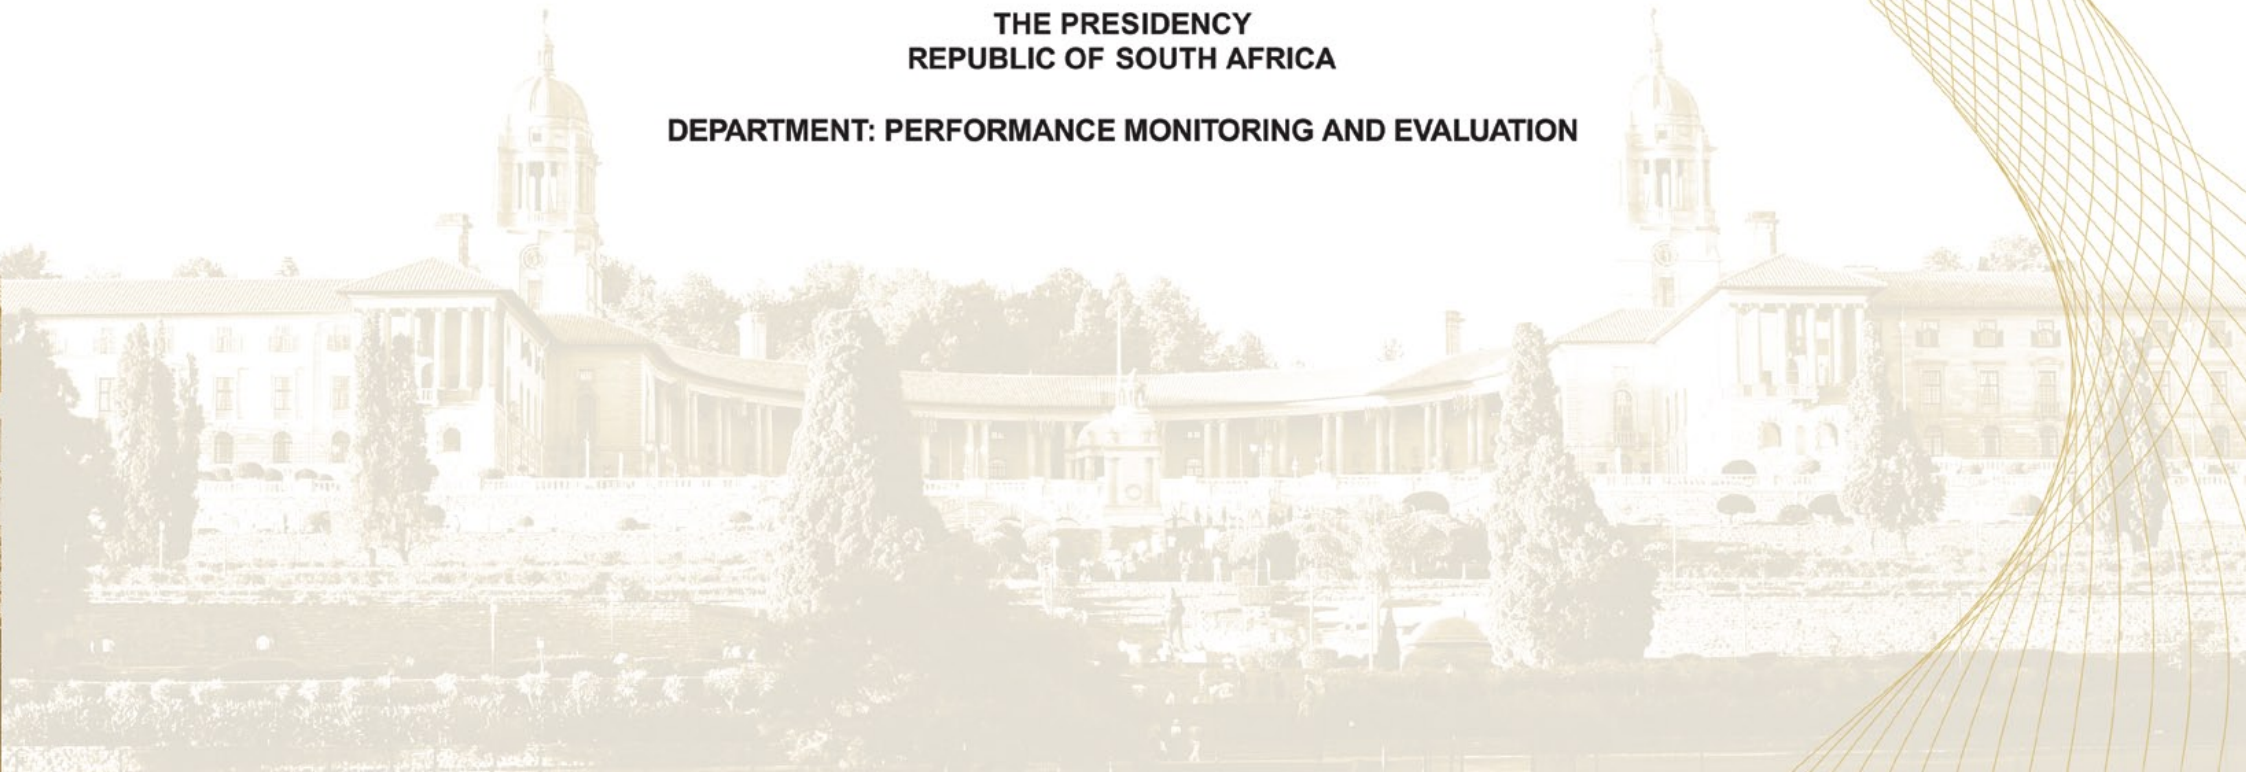 THE PRESIDENCY
REPUBLIC OF SOUTH AFRICA
DEPARTMENT: PERFORMANCE MONITORING AND EVALUATION